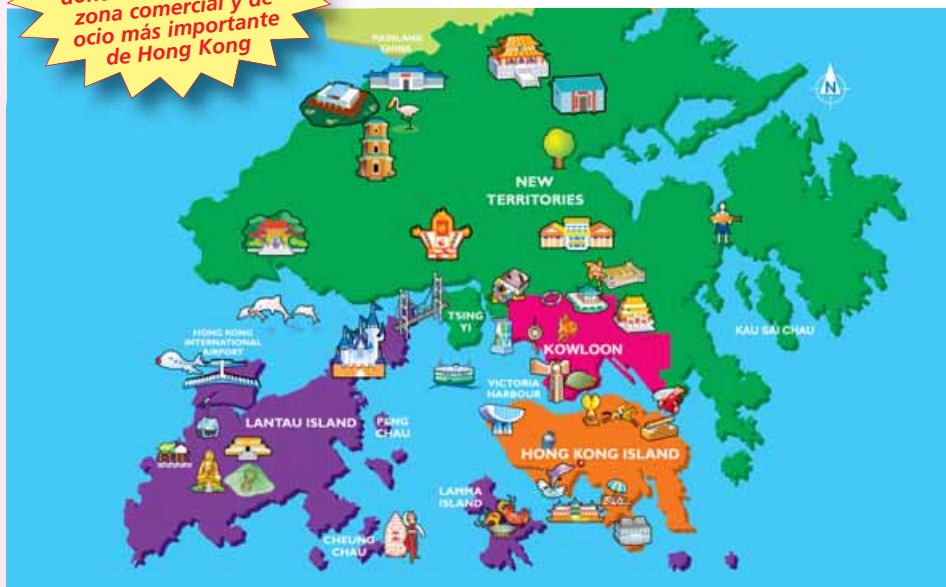 zona comercial y de
ocio más importante
de Hong Kong
MAINLAND
CHINA
N
NEW
TERRITORIES
TSING
YI
KAU SAI CHAU
HONG KONG
INTERNATIONAL
AIRPORT
KOWLOON
VICTORIA
HARBOUR
LANTAU ISLAND
PENG
CHAU
HONG KONG ISLAND
LAMMA
ISLAND
CHEUNG
CHAU